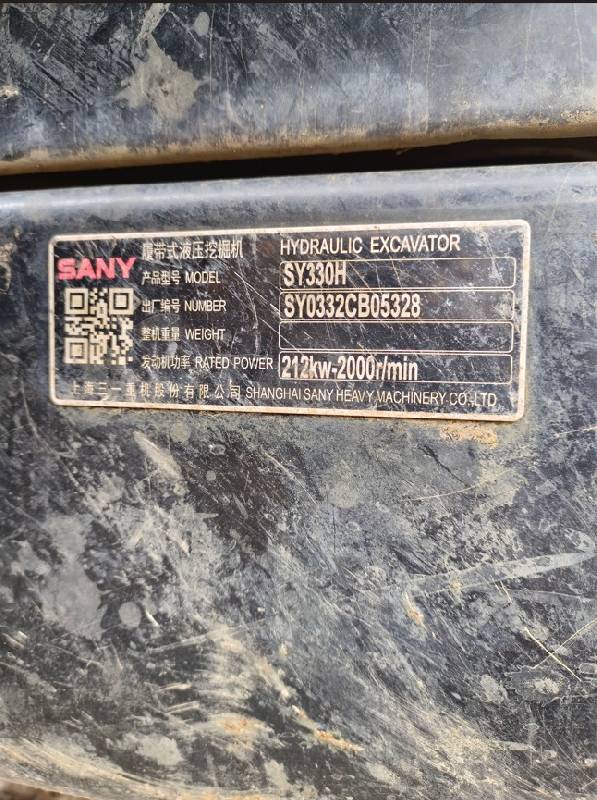 履带式液压挖掘机 HYDRAULIC EXCAVATOR
SANY
产品型号 MODEL SY330H
出厂编号 NUMBER SY0332CB05328
整机重量 WEIGHT
发动机功率 RATED POWER 212kw-2000r/min
上海三一重机股份有限公司 SHANGHAI SANY HEAVY MACHINERY CO.,LTD